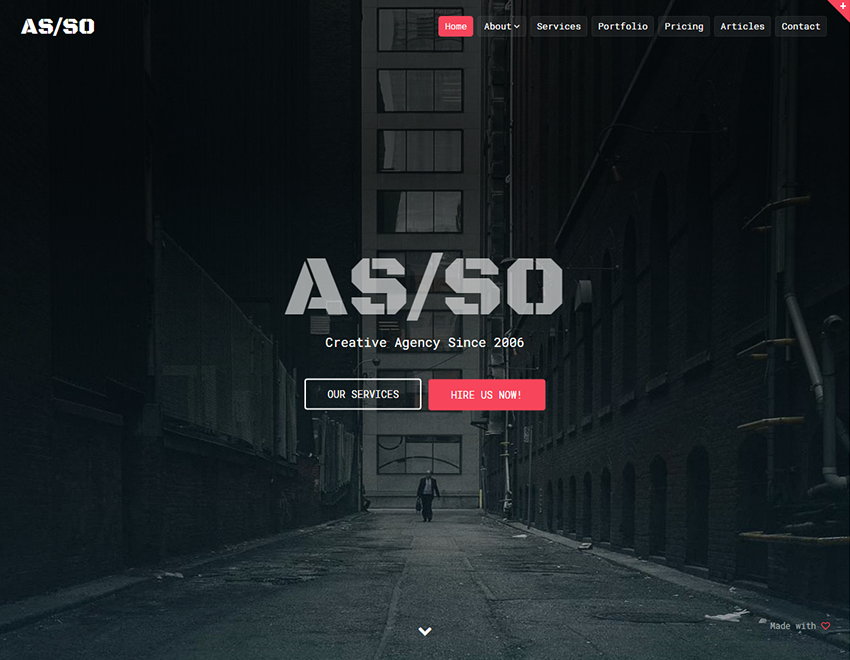 AS/SO
Home About Services Portfolio Pricing Articles Contact
AS/SO
Creative Agency Since 2006
OUR SERVICES HIRE US NOW!
Made with